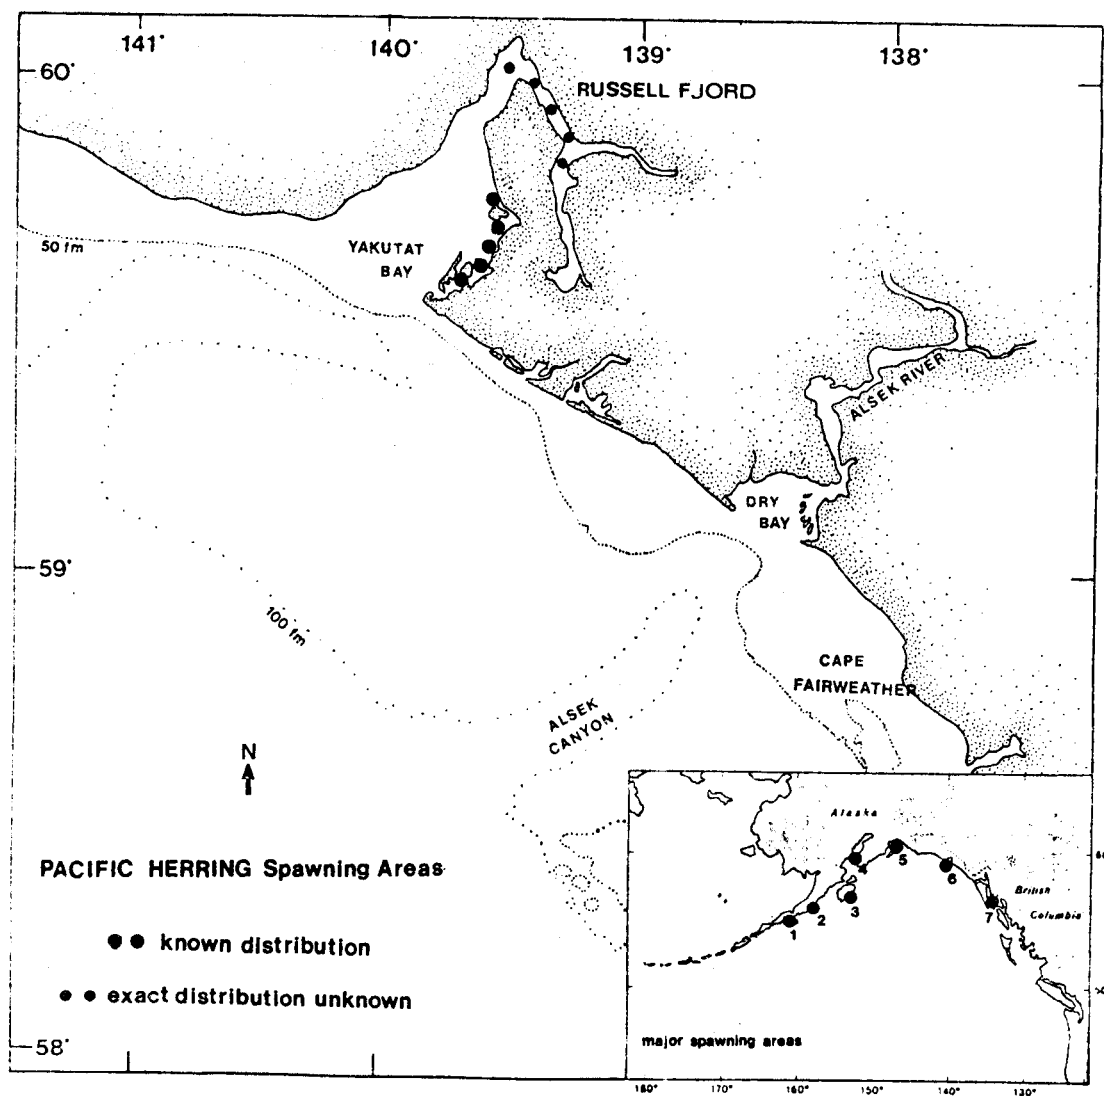 141°
140°
139°
138°
60°
RUSSELL FJORD
50 fm
YAKUTAT
BAY
ALSEK RIVER
DRY
BAY
59°
100 fm
CAPE
FAIRWEATHER
ALSEK
CANYON
N
PACIFIC HERRING Spawning Areas
known distribution
exact distribution unknown
58°
Alaska
British
Columbia
1
2
3
4
5
6
7
major spawning areas
180°
170°
160°
150°
140°
130°